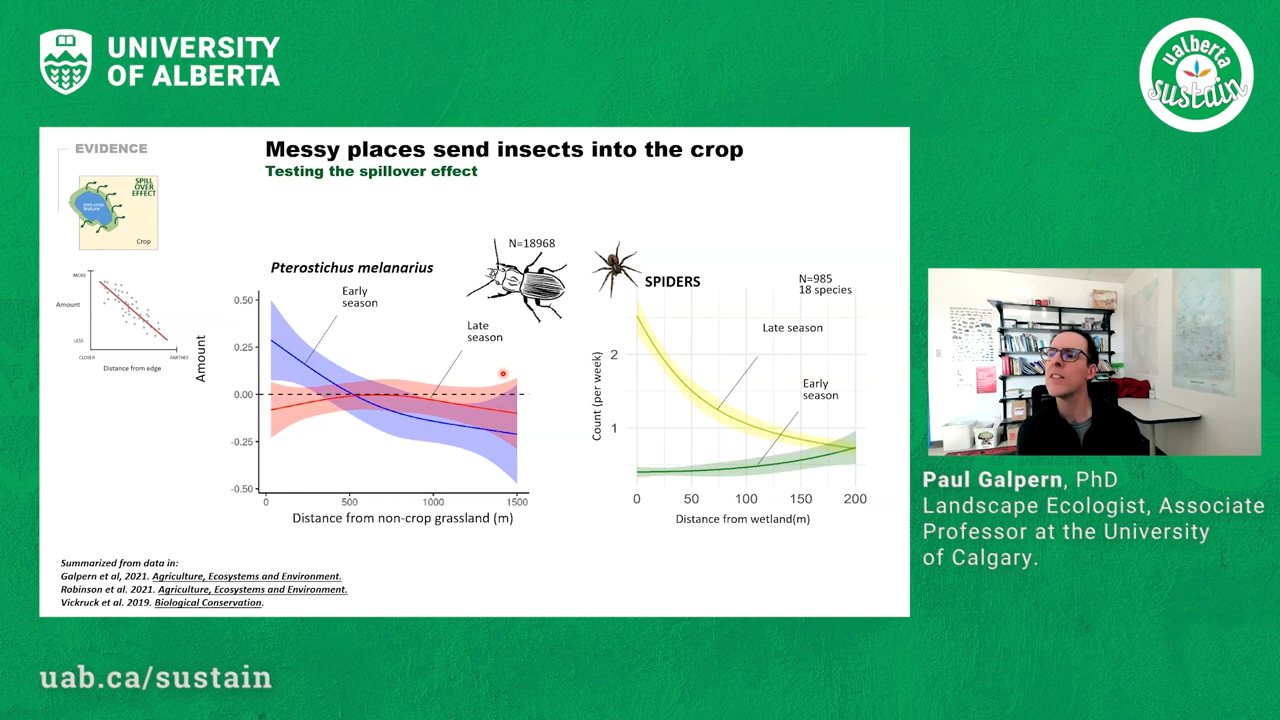 UNIVERSITY
OF ALBERTA
ualberta
sustain
EVIDENCE
Messy places send insects into the crop
Testing the spillover effect
SPILL
OVER
EFFECT
non-crop
feature
Crop
MORE
Amount
LESS
CLOSER
FARTHER
Distance from edge
Pterostichus melanarius
N=18968
Early
season
Late
season
Amount
0.50
0.25
0.00
-0.25
-0.50
0
500
1000
1500
Distance from non-crop grassland (m)
SPIDERS
N=985
18 species
Late season
Early
season
Count (per week)
2
1
0
50
100
150
200
Distance from wetland(m)
Summarized from data in:
Galpern et al, 2021. Agriculture, Ecosystems and Environment.
Robinson et al. 2021. Agriculture, Ecosystems and Environment.
Vickruck et al. 2019. Biological Conservation.
Paul Galpern, PhD
Landscape Ecologist, Associate
Professor at the University
of Calgary.
uab.ca/sustain